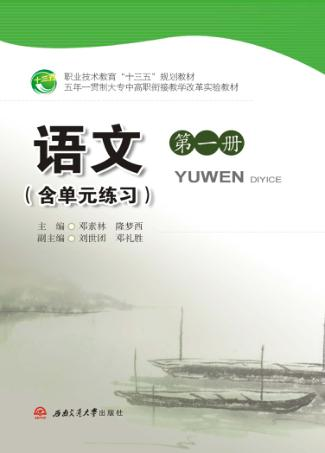 十三五
职业技术教育“十三五”规划教材
五年一贯制大专中高职衔接教学改革实验教材
语文 第一册
（含单元练习） YUWEN DIYICE
主 编 邓素林 隆梦西
副主编 刘世团 邓礼胜
西南交通大学出版社